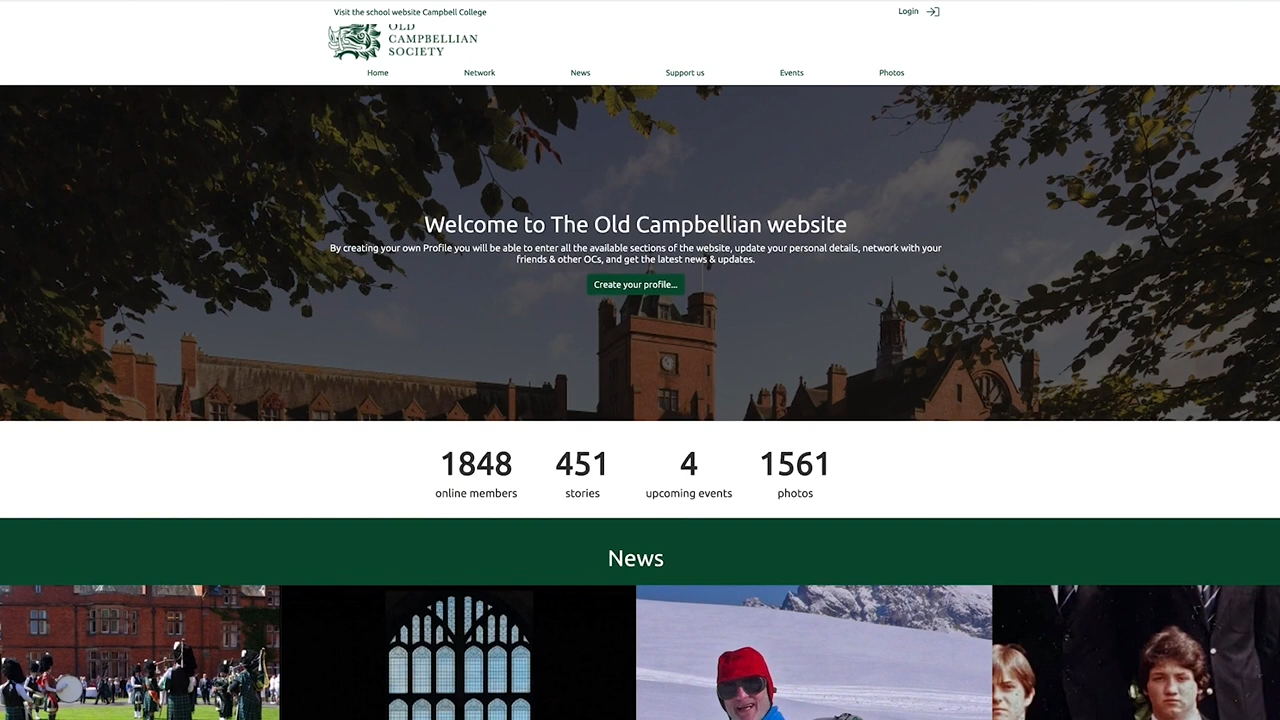 Visit the school website Campbell College
Login
OLD
CAMPBELLIAN
SOCIETY
Home Network News Support us Events Photos
Welcome to The Old Campbellian website
By creating your own Profile you will be able to enter all the available sections of the website, update your personal details, network with your
friends & other OCs, and get the latest news & updates.
Create your profile...
1848 451 4 1561
online members stories upcoming events photos
News